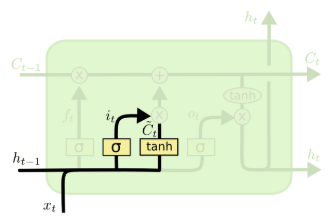 h_t
C_{t-1} C_t
x + tanh
f_t i_t C̃_t o_t x x
σ σ tanh σ
h_{t-1} h_t
x_t